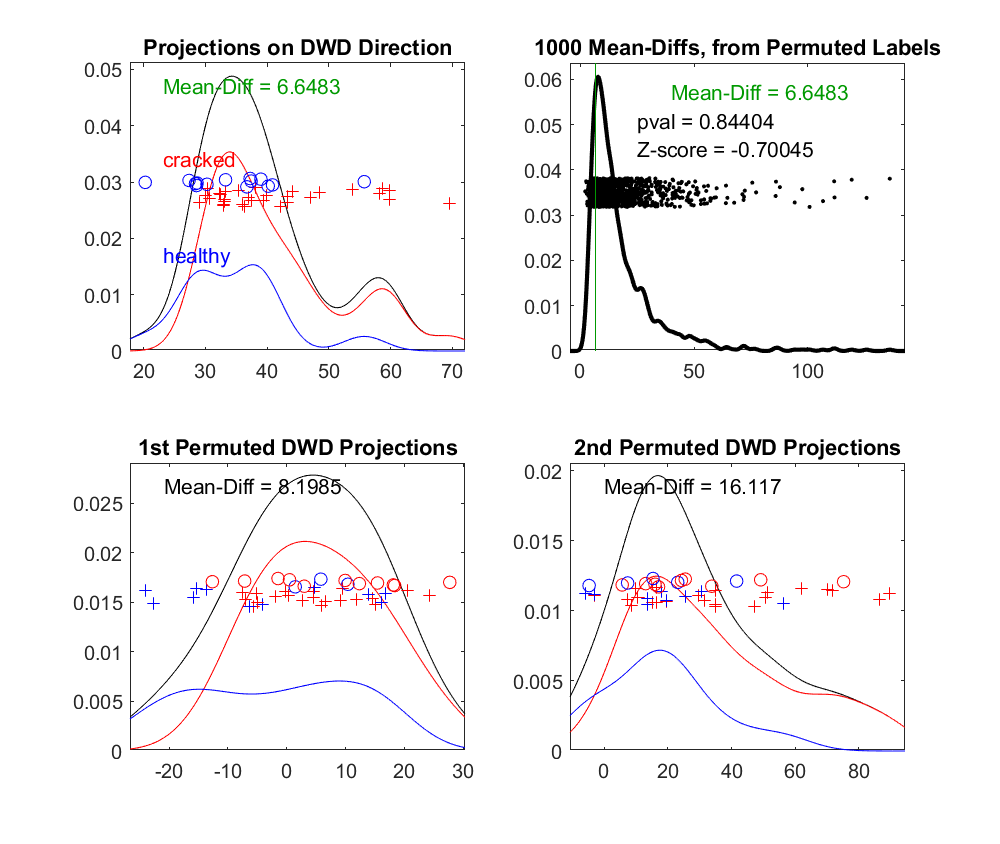 Projections on DWD Direction
0.05
0.04
0.03
0.02
0.01
0
Mean-Diff = 6.6483
cracked
healthy
20 30 40 50 60 70
1000 Mean-Diffs, from Permuted Labels
0.06
0.05
0.04
0.03
0.02
0.01
0
Mean-Diff = 6.6483
pval = 0.84404
Z-score = -0.70045
0 50 100
1st Permuted DWD Projections
0.025
0.02
0.015
0.01
0.005
0
Mean-Diff = 8.1985
-20 -10 0 10 20 30
2nd Permuted DWD Projections
0.02
0.015
0.01
0.005
0
Mean-Diff = 16.117
0 20 40 60 80